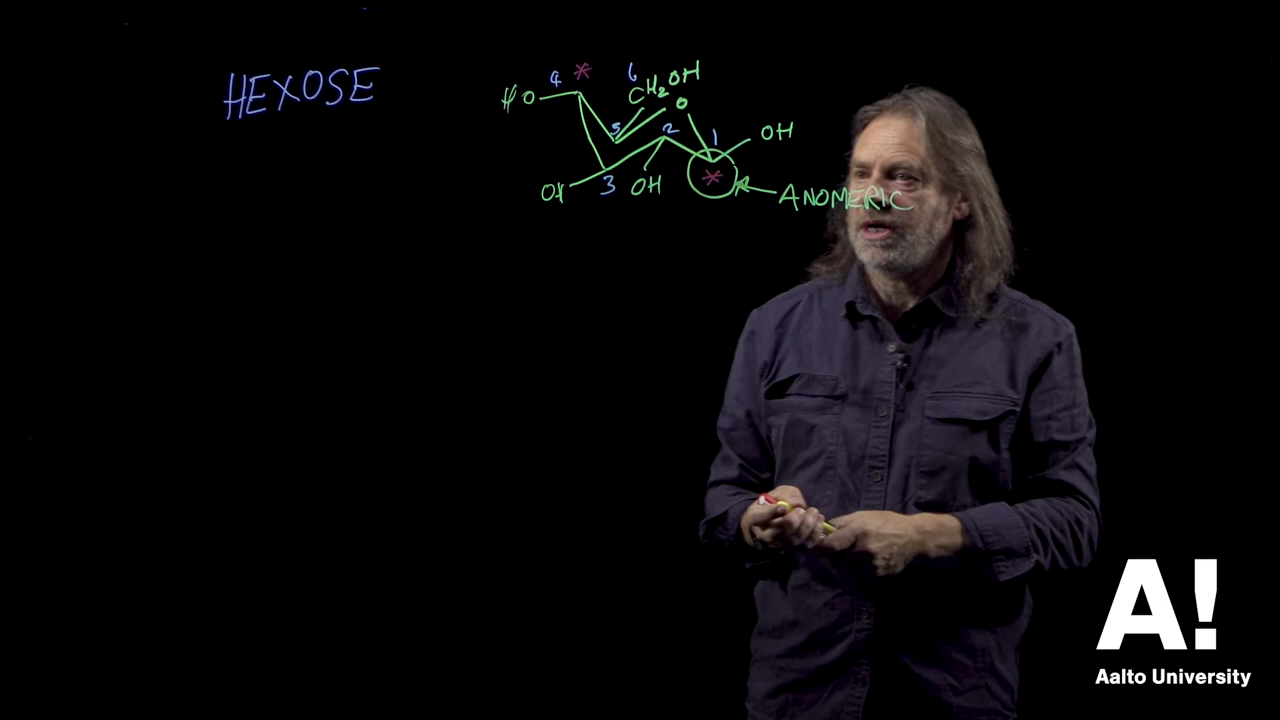 HEXOSE
4 * 6
HO CH₂OH
O
5 2 1 OH
OH 3 OH * ANOMERIC
A!
Aalto University